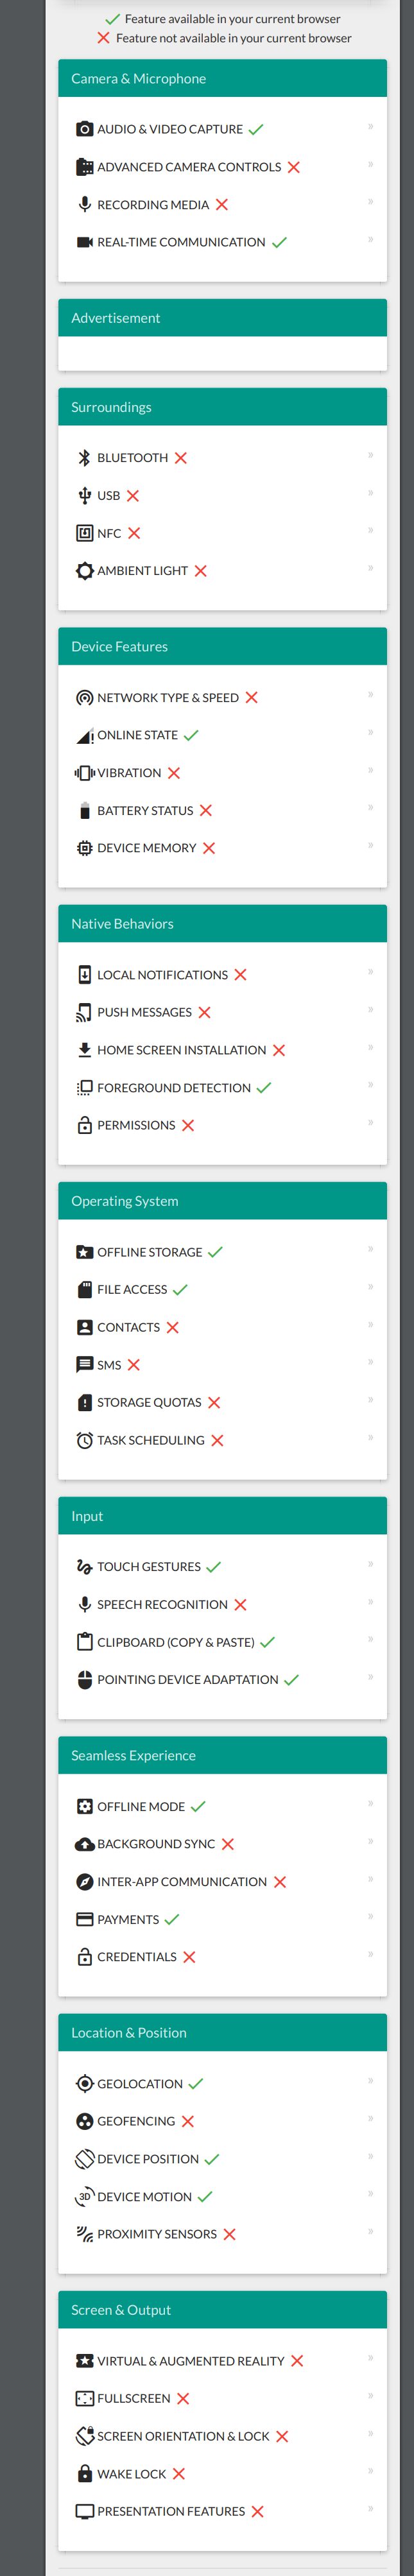 Feature available in your current browser
Feature not available in your current browser
Camera & Microphone
AUDIO & VIDEO CAPTURE »
ADVANCED CAMERA CONTROLS »
RECORDING MEDIA »
REAL-TIME COMMUNICATION »
Advertisement
Surroundings
BLUETOOTH »
USB »
NFC »
AMBIENT LIGHT »
Device Features
NETWORK TYPE & SPEED »
ONLINE STATE »
VIBRATION »
BATTERY STATUS »
DEVICE MEMORY »
Native Behaviors
LOCAL NOTIFICATIONS »
PUSH MESSAGES »
HOME SCREEN INSTALLATION »
FOREGROUND DETECTION »
PERMISSIONS »
Operating System
OFFLINE STORAGE »
FILE ACCESS »
CONTACTS »
SMS »
STORAGE QUOTAS »
TASK SCHEDULING »
Input
TOUCH GESTURES »
SPEECH RECOGNITION »
CLIPBOARD (COPY & PASTE) »
POINTING DEVICE ADAPTATION »
Seamless Experience
OFFLINE MODE »
BACKGROUND SYNC »
INTER-APP COMMUNICATION »
PAYMENTS »
CREDENTIALS »
Location & Position
GEOLOCATION »
GEOFENCING »
DEVICE POSITION »
3D DEVICE MOTION »
PROXIMITY SENSORS »
Screen & Output
VIRTUAL & AUGMENTED REALITY »
FULLSCREEN »
SCREEN ORIENTATION & LOCK »
WAKE LOCK »
PRESENTATION FEATURES »